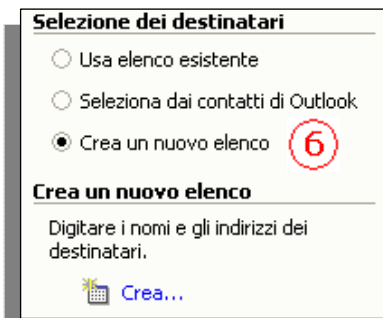 Selezione dei destinatari
Usa elenco esistente
Seleziona dai contatti di Outlook
Crea un nuovo elenco 6
Crea un nuovo elenco
Digitare i nomi e gli indirizzi dei
destinatari.
Crea...